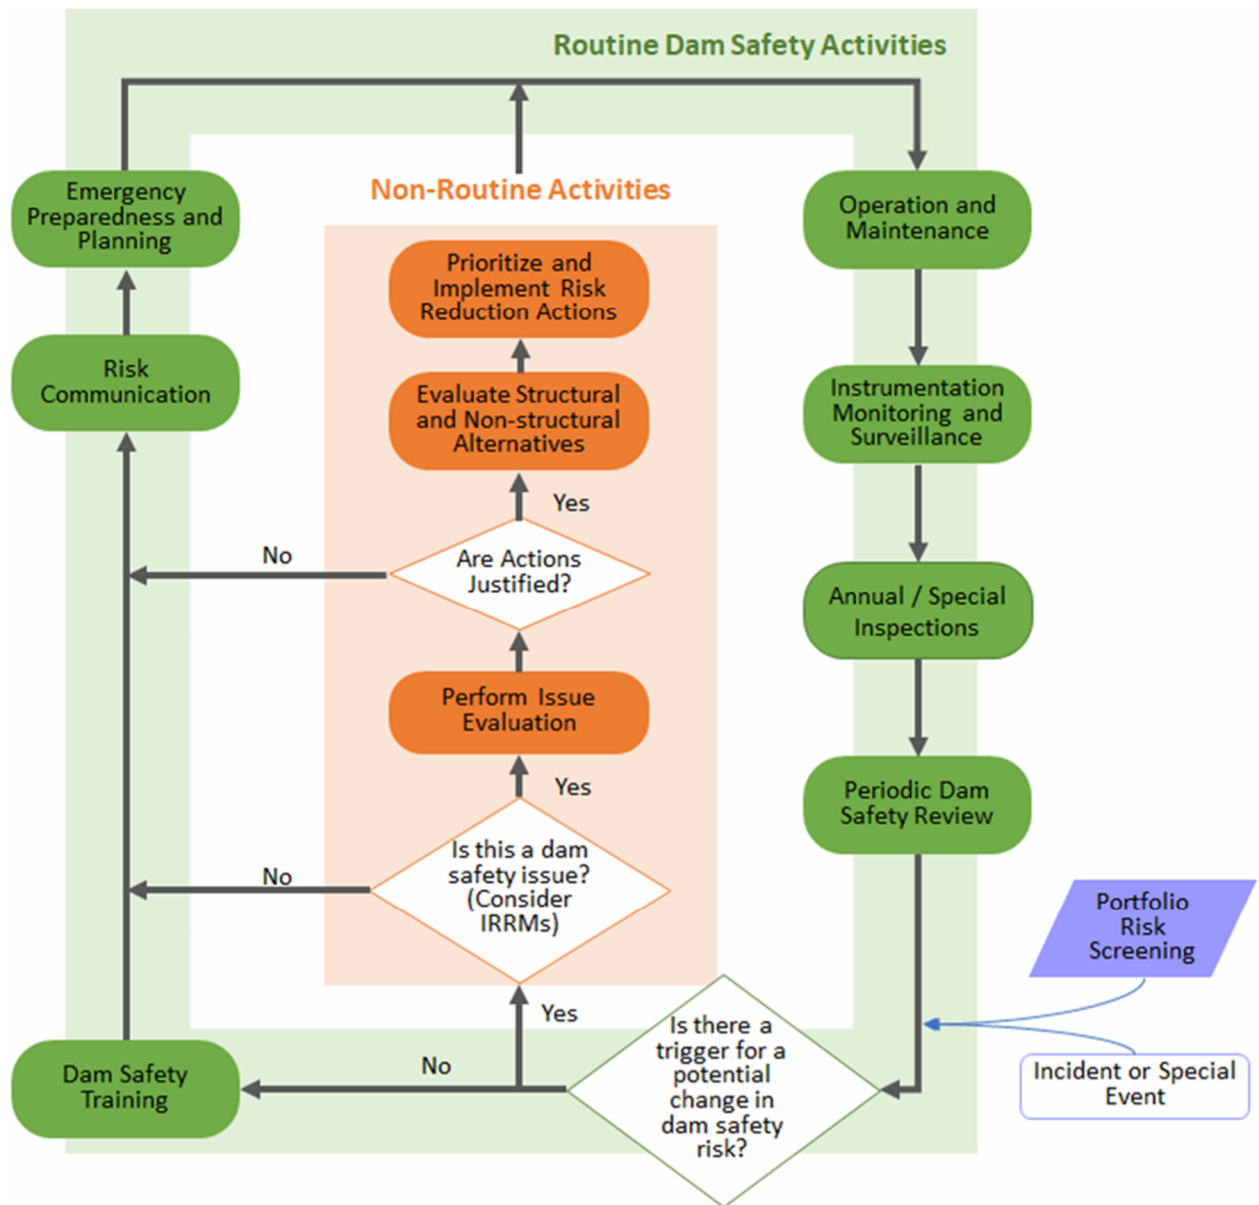 Routine Dam Safety Activities
Non-Routine Activities
Emergency
Preparedness and
Planning
Risk
Communication
Dam Safety
Training
Prioritize and
Implement Risk
Reduction Actions
Evaluate Structural
and Non-structural
Alternatives
Yes
Are Actions
Justified?
No
Perform Issue
Evaluation
Yes
Is this a dam
safety issue?
(Consider
IRRMs)
No
Yes
No
Is there a
trigger for a
potential
change in
dam safety
risk?
Operation and
Maintenance
Instrumentation
Monitoring and
Surveillance
Annual / Special
Inspections
Periodic Dam
Safety Review
Portfolio
Risk
Screening
Incident or Special
Event